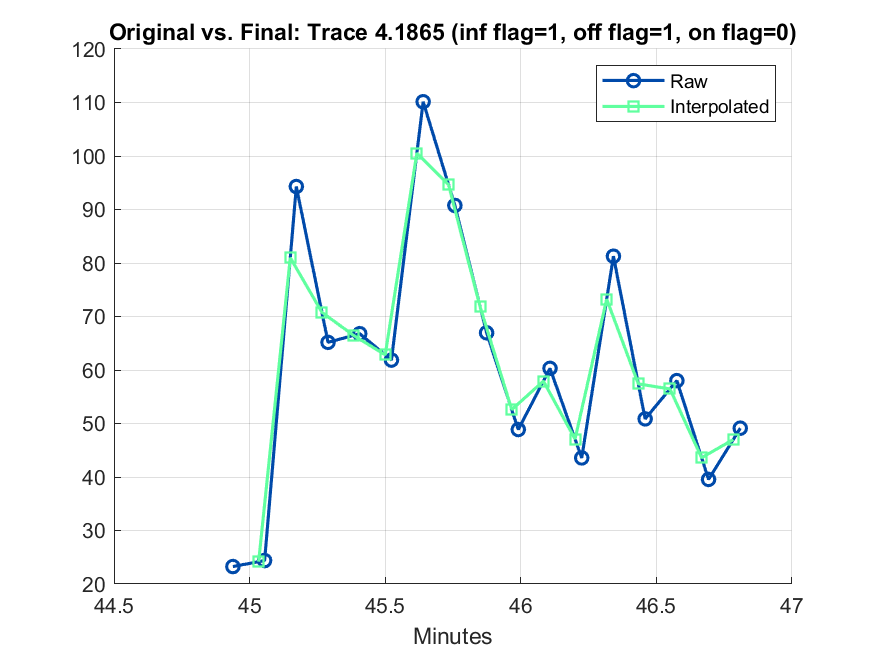 Original vs. Final: Trace 4.1865 (inf flag=1, off flag=1, on flag=0)
120
110
100
90
80
70
60
50
40
30
20
Raw
Interpolated
44.5 45 45.5 46 46.5 47
Minutes